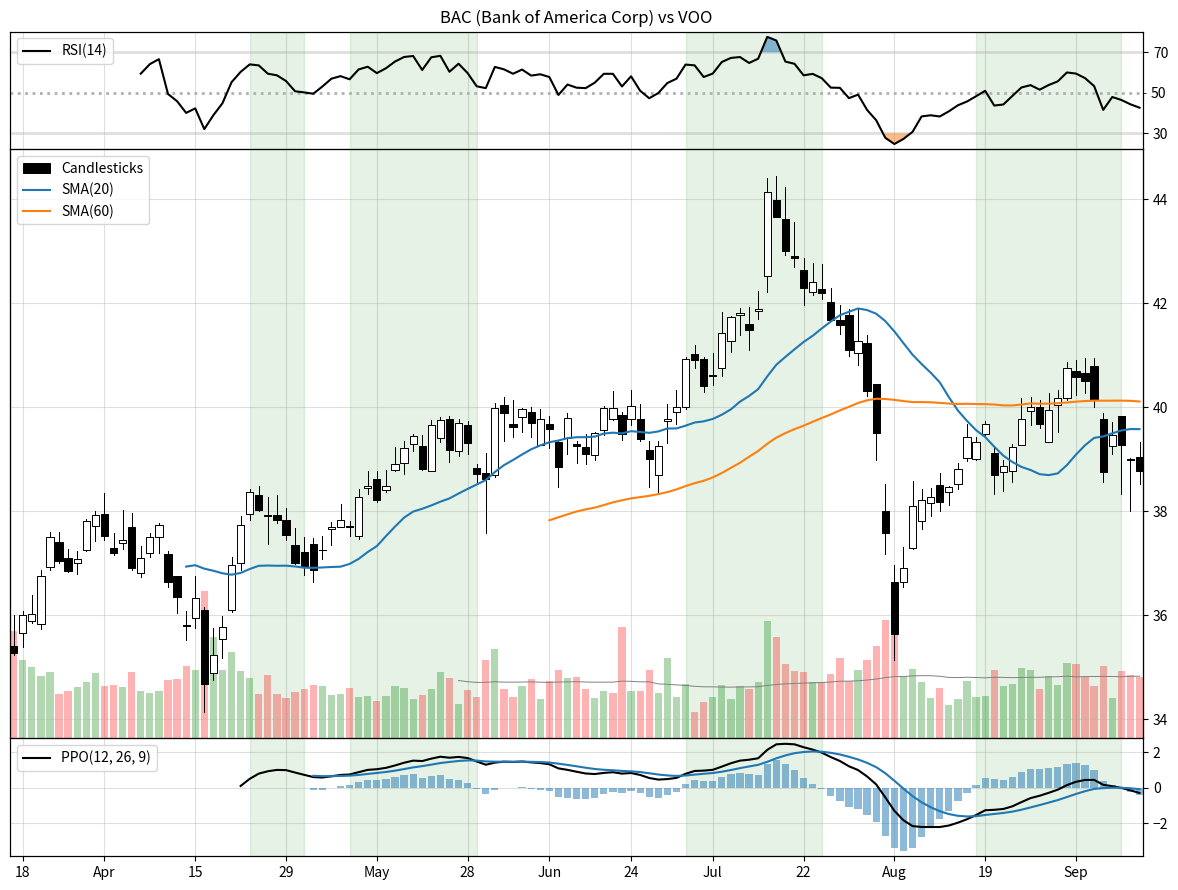 BAC (Bank of America Corp) vs VOO
RSI(14)
70
50
30
Candlesticks
SMA(20)
SMA(60)
44
42
40
38
36
34
PPO(12, 26, 9)
2
0
−2
18 Apr 15 29 May 28 Jun 24 Jul 22 Aug 19 Sep